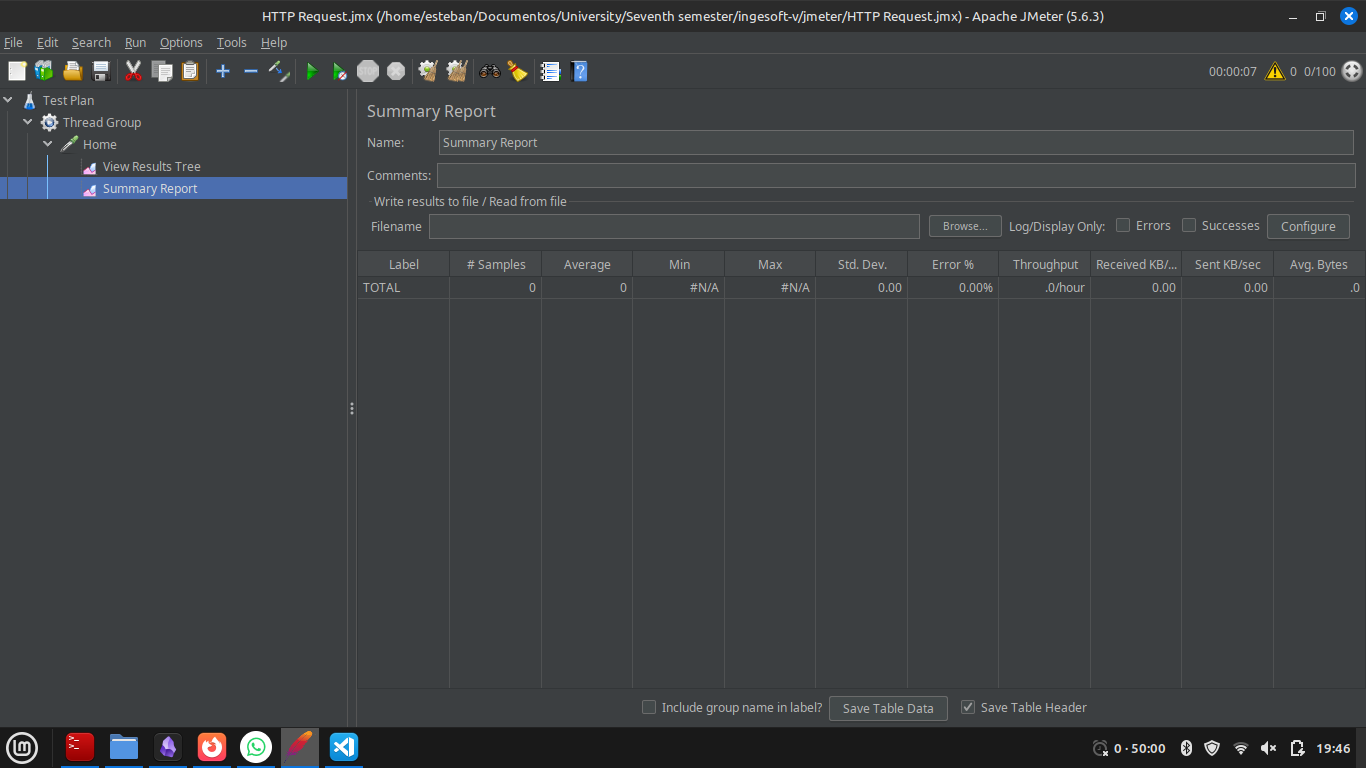 HTTP Request.jmx (/home/esteban/Documentos/University/Seventh semester/ingesoft-v/jmeter/HTTP Request.jmx) - Apache JMeter (5.6.3)
File Edit Search Run Options Tools Help
00:00:07 0 0/100
Test Plan
Thread Group
Home
View Results Tree
Summary Report
Summary Report
Name: Summary Report
Comments:
Write results to file / Read from file
Filename Browse... Log/Display Only: Errors Successes Configure
Label # Samples Average Min Max Std. Dev. Error % Throughput Received KB/... Sent KB/sec Avg. Bytes
TOTAL 0 0 #N/A #N/A 0.00 0.00% .0/hour 0.00 0.00 .0
Include group name in label? Save Table Data Save Table Header
0 · 50:00 19:46